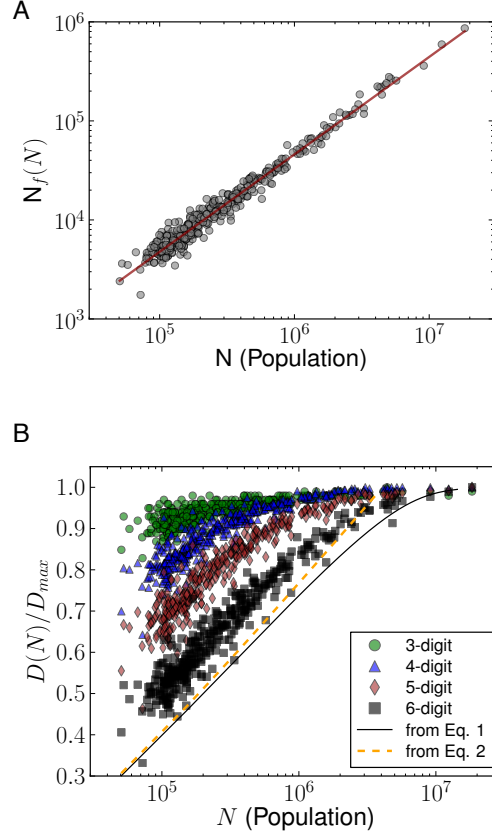 A
10^6
10^5
10^4
10^3
N_f(N)
10^5 10^6 10^7
N (Population)
B
1.0
0.9
0.8
0.7
0.6
0.5
0.4
0.3
D(N)/D_max
3-digit
4-digit
5-digit
6-digit
from Eq. 1
from Eq. 2
10^5 10^6 10^7
N (Population)